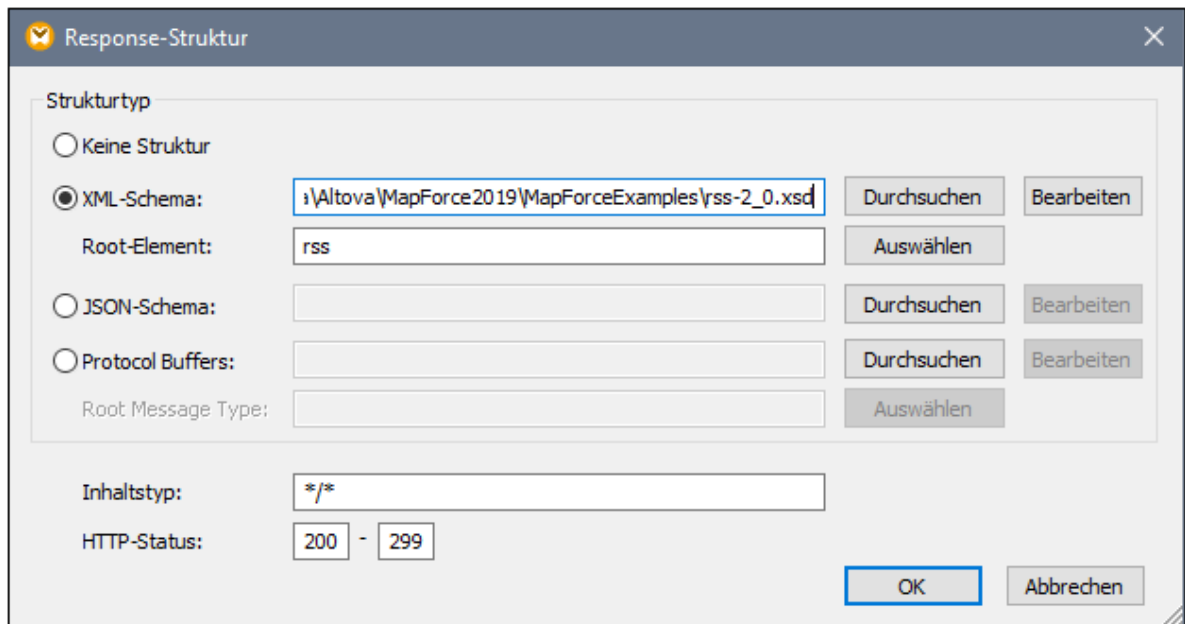 Response-Struktur
Strukturtyp
Keine Struktur
XML-Schema: a\Altova\MapForce2019\MapForceExamples\rss-2_0.xsd Durchsuchen Bearbeiten
Root-Element: rss Auswählen
JSON-Schema: Durchsuchen Bearbeiten
Protocol Buffers: Durchsuchen Bearbeiten
Root Message Type: Auswählen
Inhaltstyp: */*
HTTP-Status: 200 - 299
OK Abbrechen